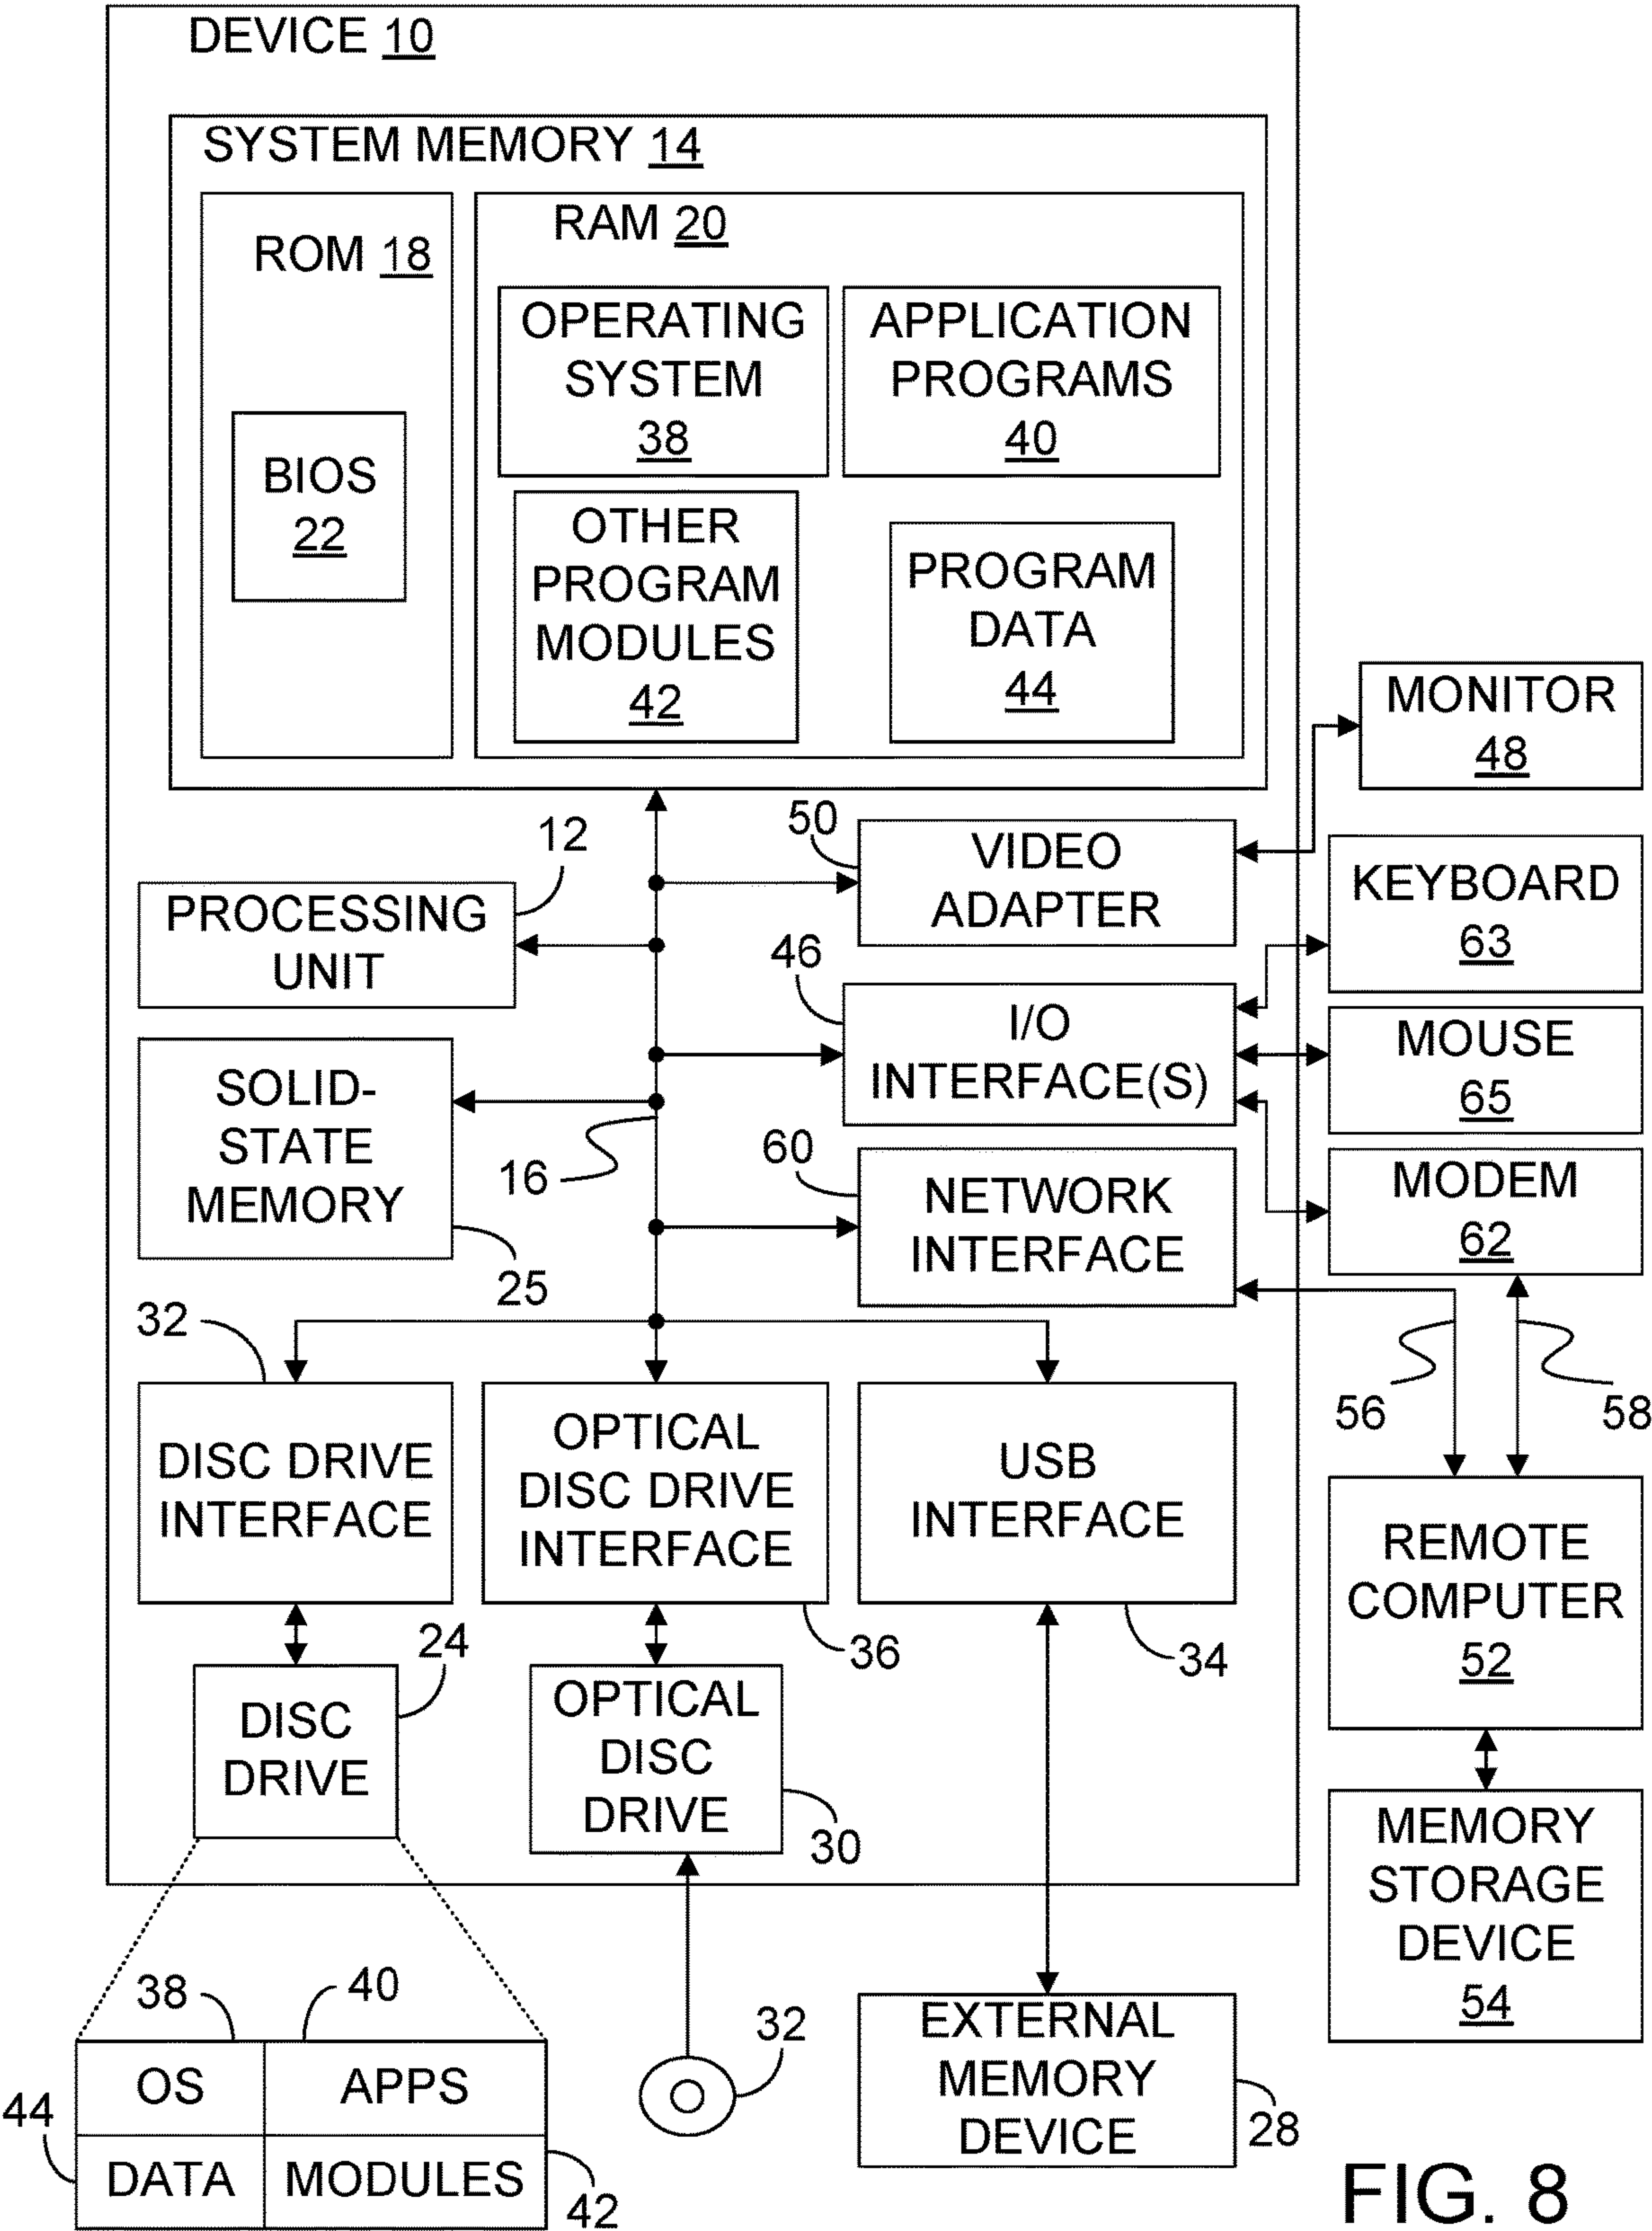 DEVICE 10
SYSTEM MEMORY 14
ROM 18
BIOS
22
RAM 20
OPERATING
SYSTEM
38
APPLICATION
PROGRAMS
40
OTHER
PROGRAM
MODULES
42
PROGRAM
DATA
44
MONITOR
48
12
PROCESSING
UNIT
50
VIDEO
ADAPTER
KEYBOARD
63
46
I/O
INTERFACE(S)
MOUSE
65
SOLID-
STATE
MEMORY
25
16
60
NETWORK
INTERFACE
MODEM
62
56
58
32
DISC DRIVE
INTERFACE
OPTICAL
DISC DRIVE
INTERFACE
36
USB
INTERFACE
34
REMOTE
COMPUTER
52
24
DISC
DRIVE
OPTICAL
DISC
DRIVE
30
MEMORY
STORAGE
DEVICE
54
38
40
OS
APPS
44
DATA
MODULES
42
32
EXTERNAL
MEMORY
DEVICE
28
FIG. 8